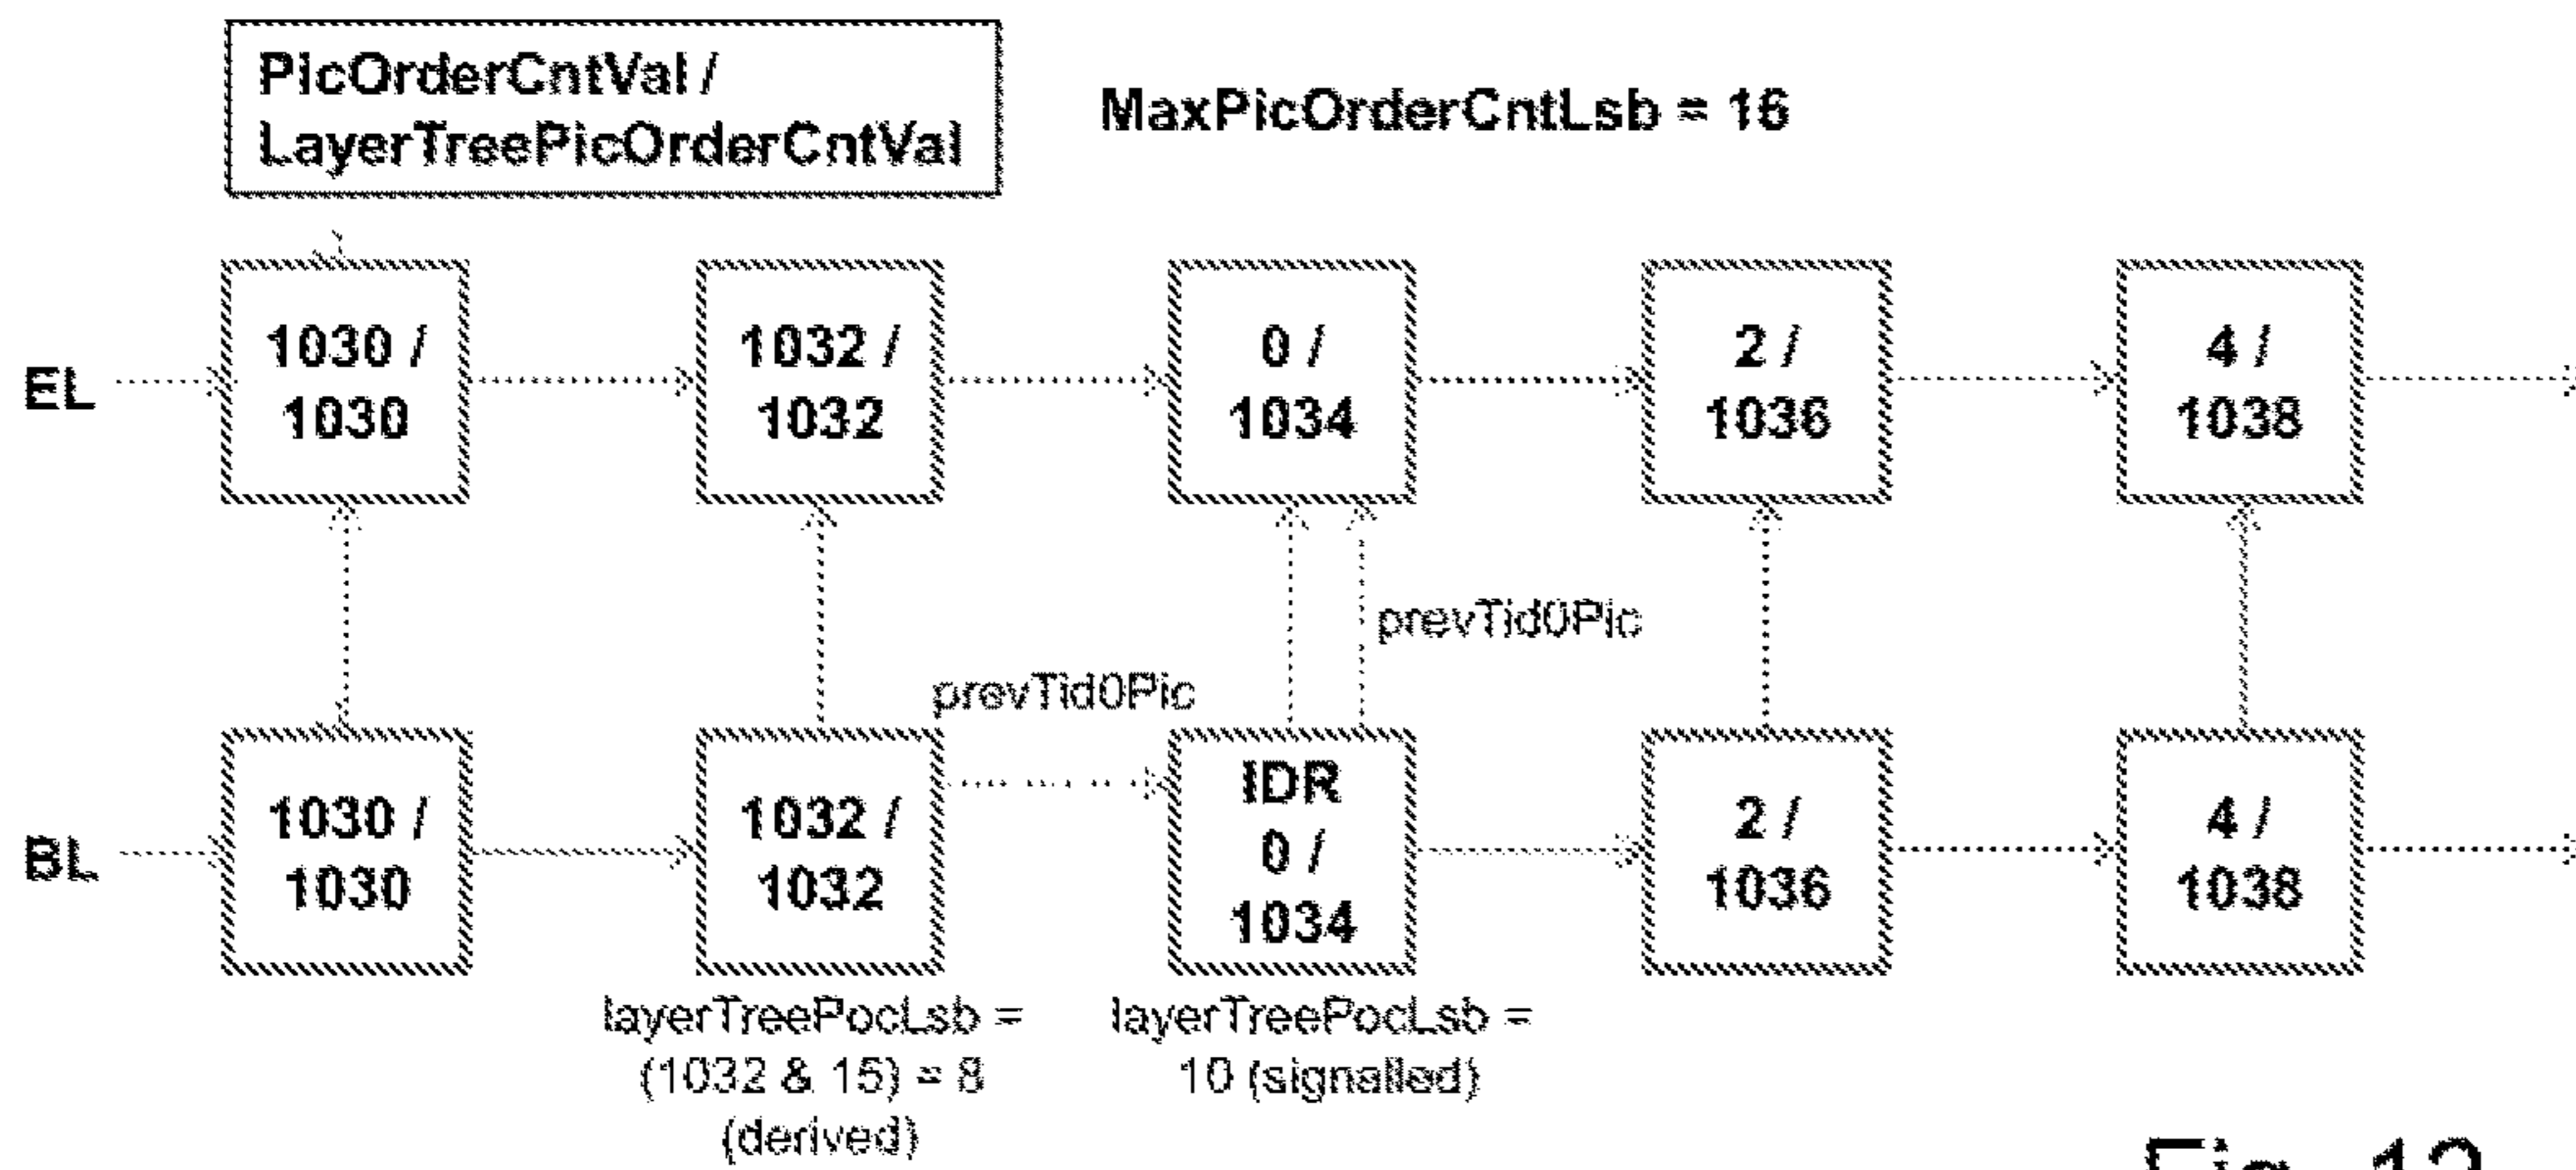 PicOrderCntVal /
LayerTreePicOrderCntVal
MaxPicOrderCntLsb = 16
EL
1030 /
1030
1032 /
1032
0 /
1034
2 /
1036
4 /
1038
prevTid0Pic
prevTid0Pic
BL
1030 /
1030
1032 /
1032
IDR
0 /
1034
2 /
1036
4 /
1038
layerTreePocLsb =
(1032 & 15) = 8
(derived)
layerTreePocLsb =
10 (signalled)